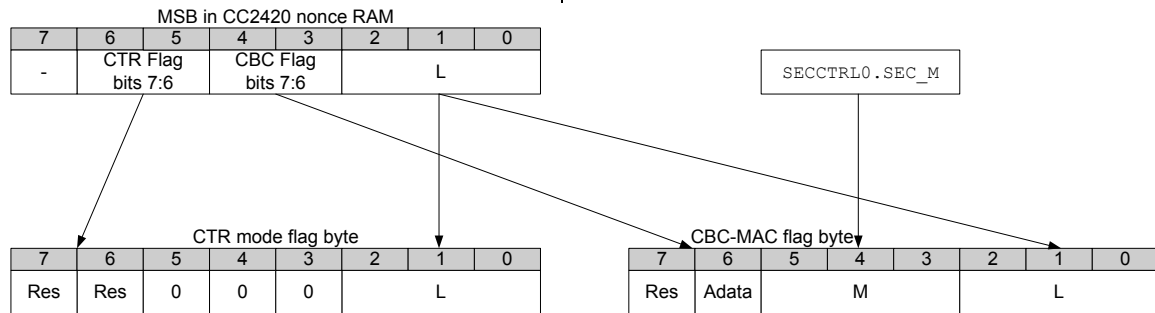 MSB in CC2420 nonce RAM
7 6 5 4 3 2 1 0
- CTR Flag bits 7:6 CBC Flag bits 7:6 L
SECCTRL0.SEC_M
CTR mode flag byte
7 6 5 4 3 2 1 0
Res Res 0 0 0 L
CBC-MAC flag byte
7 6 5 4 3 2 1 0
Res Adata M L